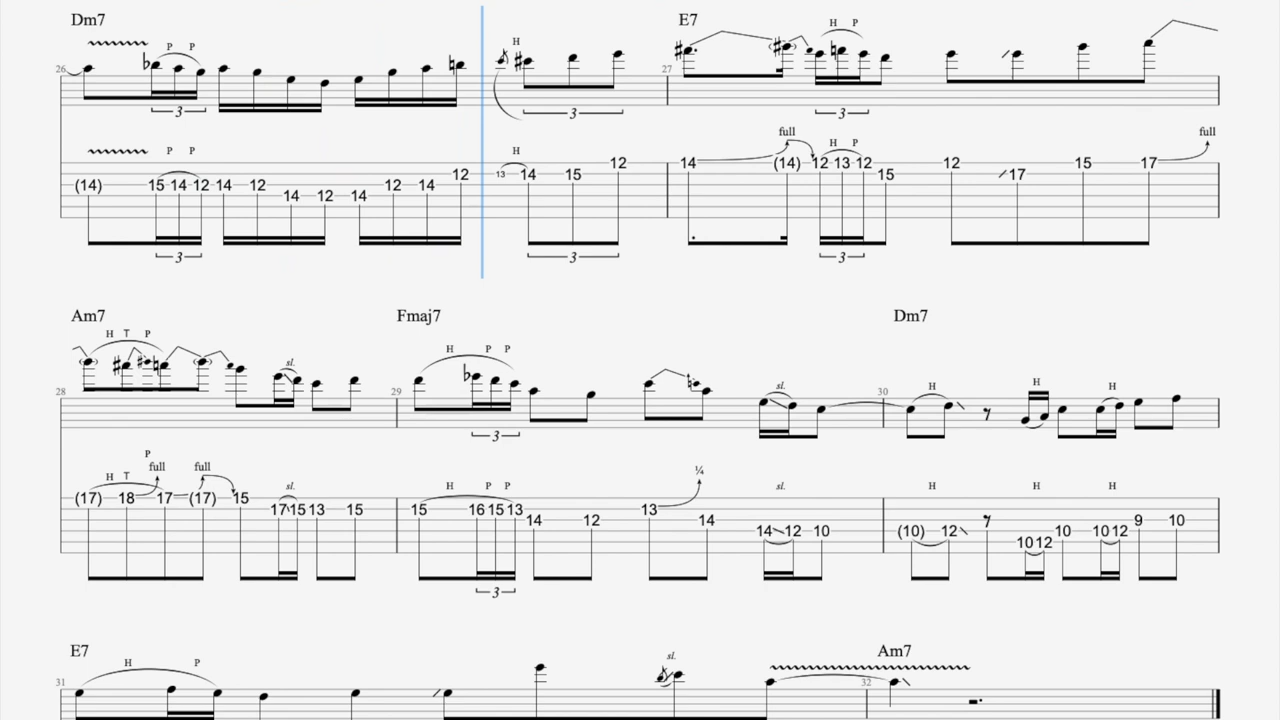 Dm7 E7
P P H H P
26 27
3 3 3
full full
P P H H P
(14) 15 14 12 14 12 14 12 14 12 14 12 13 14 15 12 14 (14) 12 13 12 15 12 17 15 17
3 3 3
Am7 Fmaj7 Dm7
H T P sl. H P P sl. H H H
28 29 30
3
P
full full ¼
H T sl. H P P sl. H H H
(17) 18 17 (17) 15 17 15 13 15 15 16 15 13 14 12 13 14 14 12 10 (10) 12 10 12 10 10 12 9 10
3
E7 Am7
H P sl.
31 32